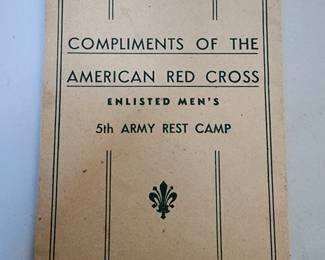 COMPLIMENTS OF THE
AMERICAN RED CROSS
ENLISTED MEN'S
5th ARMY REST CAMP